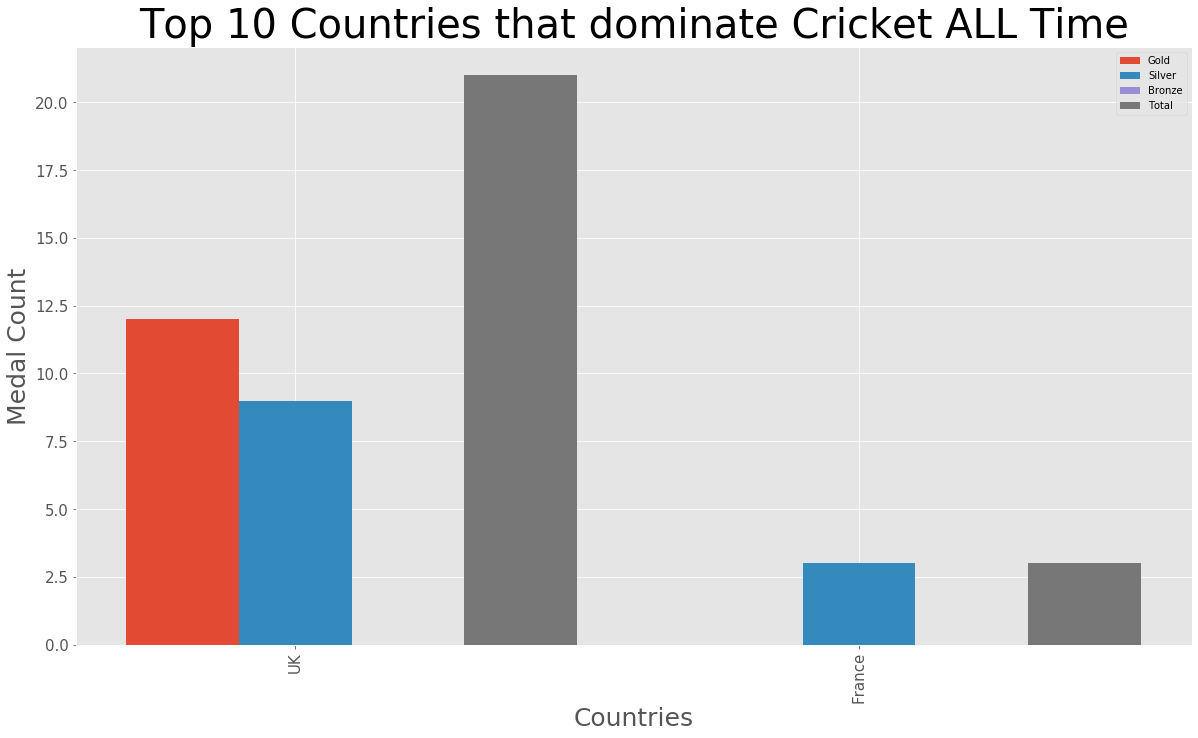 Top 10 Countries that dominate Cricket ALL Time
Gold
Silver
Bronze
Total
Medal Count
20.0
17.5
15.0
12.5
10.0
7.5
5.0
2.5
0.0
UK
France
Countries